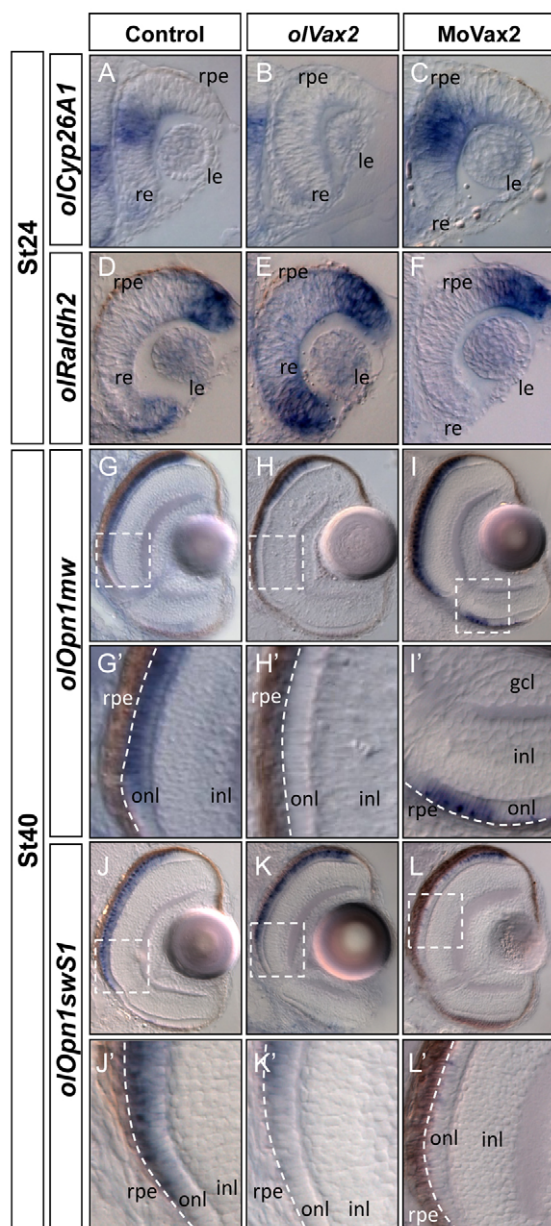 Control olVax2 MoVax2
St24
olCyp26A1
A rpe le re
B rpe le re
C rpe le re
olRaldh2
D rpe re le
E rpe re le
F rpe le re
St40
olOpn1mw
G H I
G' rpe onl inl
H' rpe onl inl
I' gcl inl rpe onl
olOpn1swS1
J K L
J' rpe onl inl
K' rpe onl inl
L' onl inl rpe